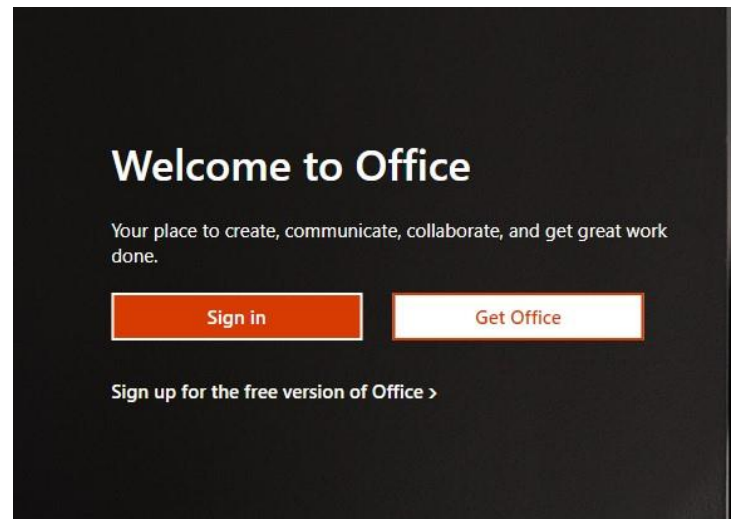 Welcome to Office
Your place to create, communicate, collaborate, and get great work
done.
Sign in
Get Office
Sign up for the free version of Office >